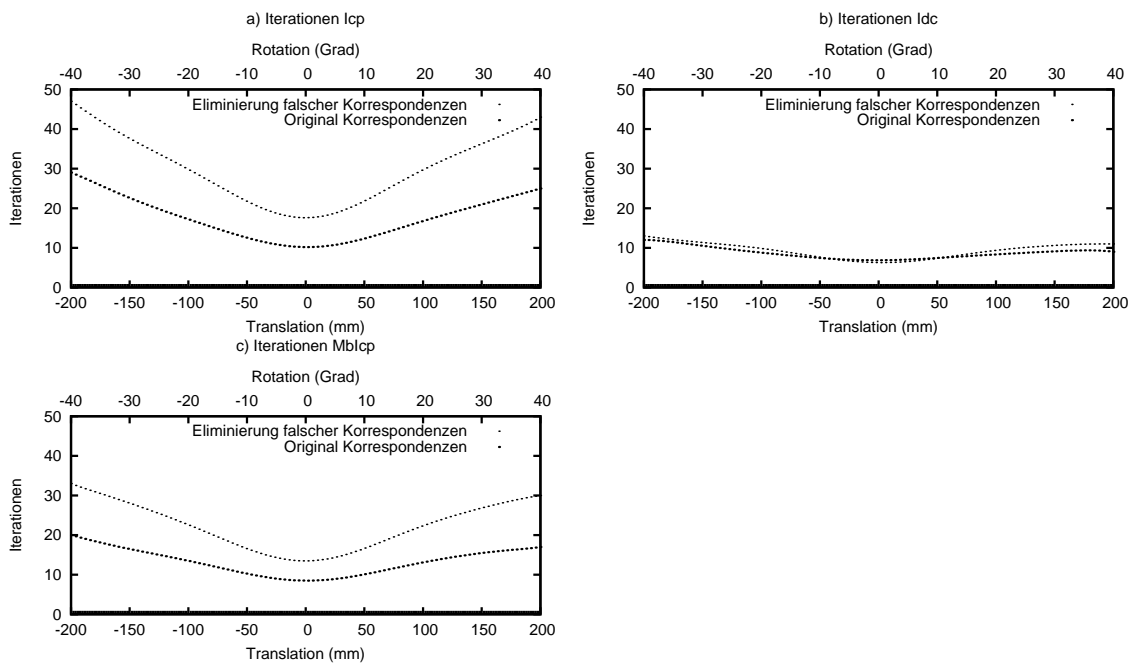 a) Iterationen Icp
Rotation (Grad)
-40 -30 -20 -10 0 10 20 30 40
50
40
30
20
10
0
Iterationen
Eliminierung falscher Korrespondenzen
Original Korrespondenzen
-200 -150 -100 -50 0 50 100 150 200
Translation (mm)
b) Iterationen Idc
Rotation (Grad)
-40 -30 -20 -10 0 10 20 30 40
50
40
30
20
10
0
Iterationen
Eliminierung falscher Korrespondenzen
Original Korrespondenzen
-200 -150 -100 -50 0 50 100 150 200
Translation (mm)
c) Iterationen MbIcp
Rotation (Grad)
-40 -30 -20 -10 0 10 20 30 40
50
40
30
20
10
0
Iterationen
Eliminierung falscher Korrespondenzen
Original Korrespondenzen
-200 -150 -100 -50 0 50 100 150 200
Translation (mm)